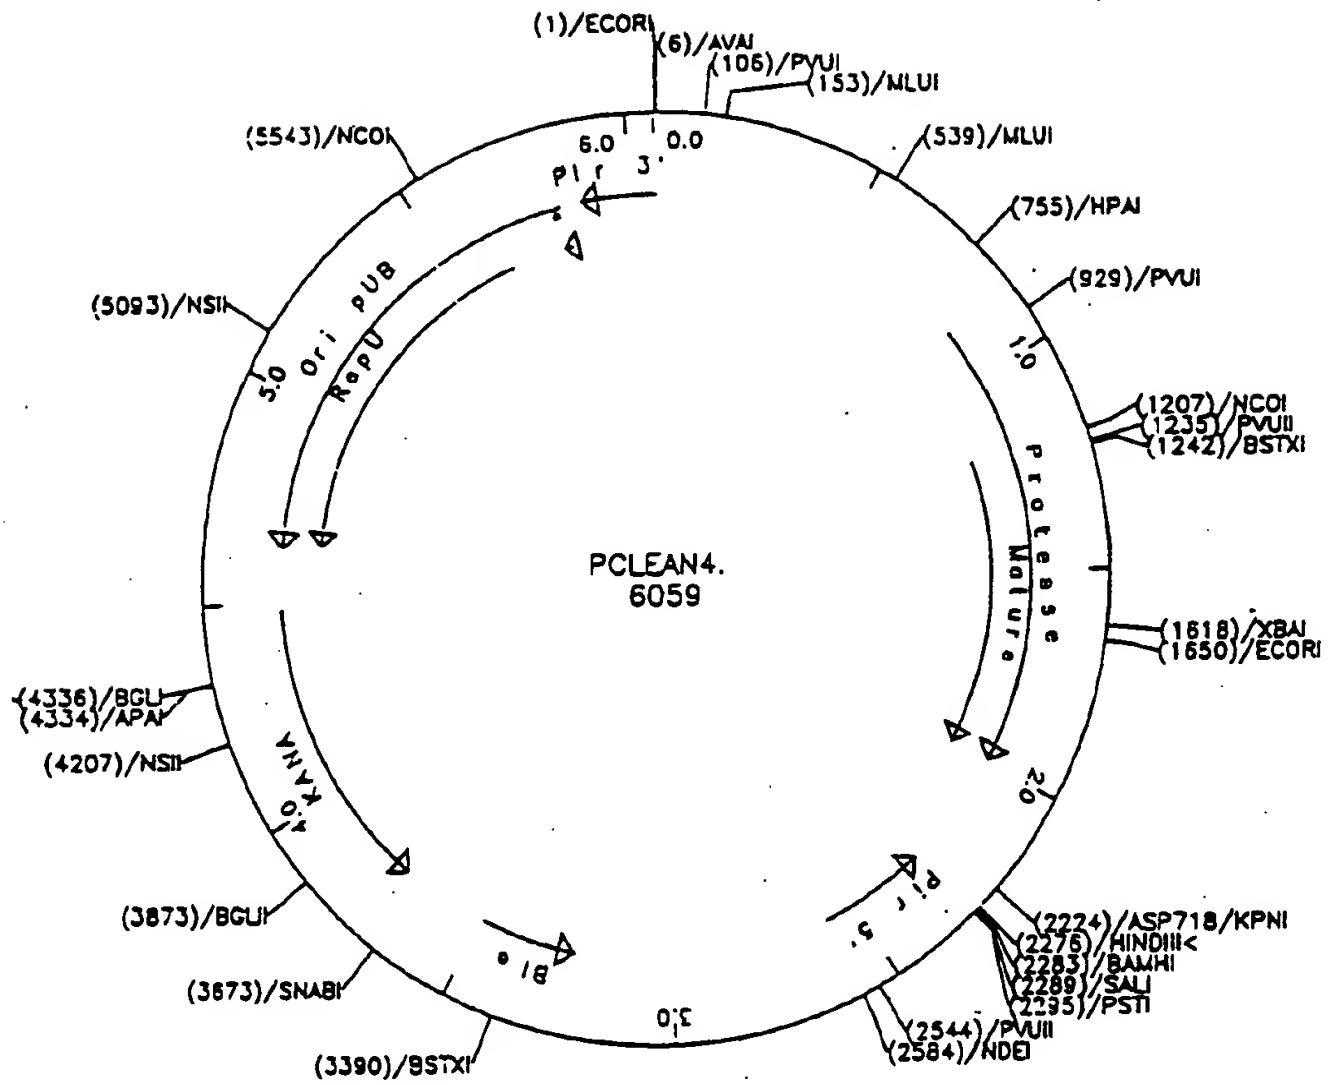 (1)/ECORI
(6)/AVAI
(106)/PVUI
(153)/MLUI
(5543)/NCOI
6.0
0.0
(539)/MLUI
Plr 3'
(755)/HPAI
(929)/PVUI
(5093)/NSII
Ori pUB
RepU
5.0
1.0
(1207)/NCOI
(1235)/PVUII
(1242)/BSTXI
Protease
Mature
PCLEAN4.
6059
(1618)/XBAI
(1650)/ECORI
(4336)/BGLI
(4334)/APAI
(4207)/NSII
KANA
4.0
2.0
(3873)/BGLII
plr 5'
(2224)/ASP718/KPNI
(2276)/HINDIII<
(2283)/BAMHI
(2289)/SALI
(2295)/PSTI
Ble
(3673)/SNABI
3.0
(2544)/PVUII
(2584)/NDEI
(3390)/BSTXI